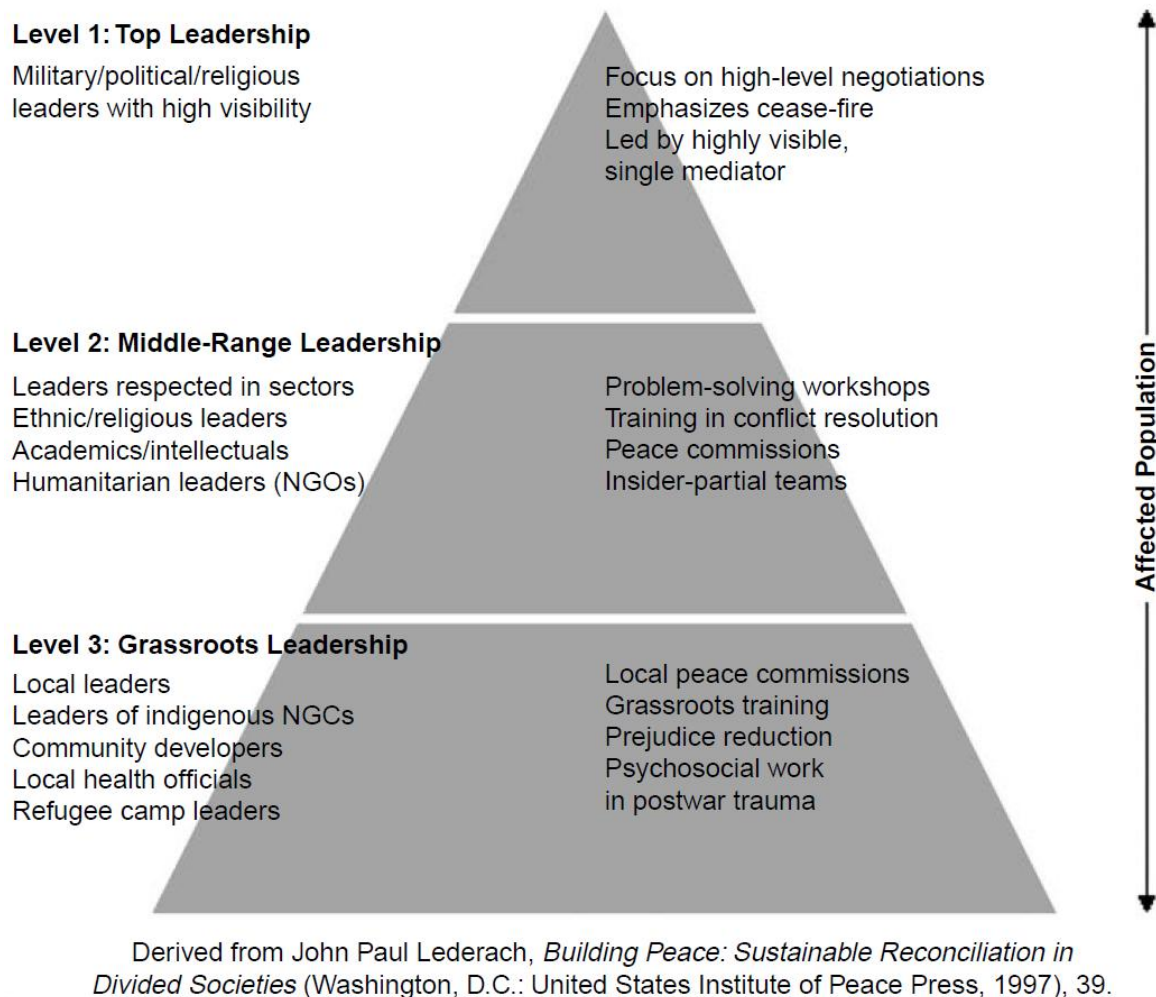 Level 1: Top Leadership
Military/political/religious
leaders with high visibility
Focus on high-level negotiations
Emphasizes cease-fire
Led by highly visible,
single mediator
Level 2: Middle-Range Leadership
Leaders respected in sectors
Ethnic/religious leaders
Academics/intellectuals
Humanitarian leaders (NGOs)
Problem-solving workshops
Training in conflict resolution
Peace commissions
Insider-partial teams
Level 3: Grassroots Leadership
Local leaders
Leaders of indigenous NGCs
Community developers
Local health officials
Refugee camp leaders
Local peace commissions
Grassroots training
Prejudice reduction
Psychosocial work
in postwar trauma
Affected Population
Derived from John Paul Lederach, Building Peace: Sustainable Reconciliation in
Divided Societies (Washington, D.C.: United States Institute of Peace Press, 1997), 39.